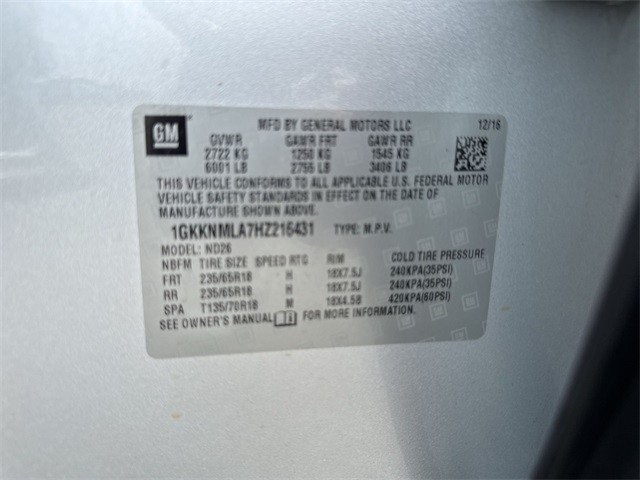 GM
MFD BY GENERAL MOTORS LLC 12/16
GVWR GAWR FRT GAWR RR
2722 KG 1250 KG 1545 KG
6001 LB 2755 LB 3406 LB
THIS VEHICLE CONFORMS TO ALL APPLICABLE U.S. FEDERAL MOTOR
VEHICLE SAFETY STANDARDS IN EFFECT ON THE DATE OF
MANUFACTURE SHOWN ABOVE.
1GKKNMLA7HZ216431 TYPE: M.P.V.
MODEL: ND26
NBFM TIRE SIZE SPEED RTG RIM COLD TIRE PRESSURE
FRT 235/65R18 H 18X7.5J 240KPA(35PSI)
RR 235/65R18 H 18X7.5J 240KPA(35PSI)
SPA T135/70R18 M 18X4.5B 420KPA(60PSI)
SEE OWNER'S MANUAL FOR MORE INFORMATION.